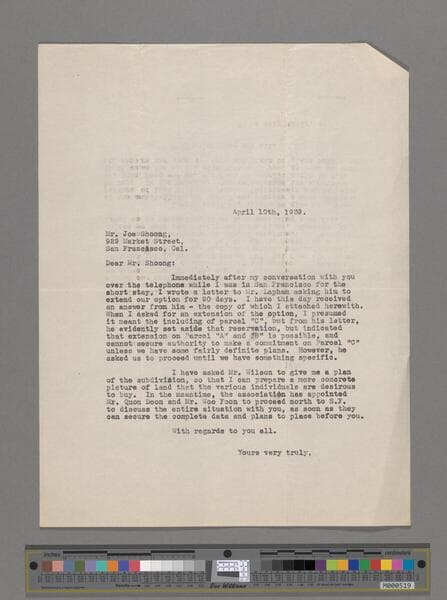 April 10th, 1939.
Mr. Joe Shoong,
929 Market Street,
San Francisco, Cal.
Dear Mr. Shoong:
Immediately after my conversation with you
over the telephone while I was in San Francisco for the
short stay, I wrote a letter to Mr. Lapham asking him to
extend our option for 90 days. I have this day received
an answer from him - the copy of which I attached herewith.
When I asked for an extension of the option, I presumed
it meant the including of parcel "C", but from his letter,
he evidently set aside that reservation, but indicated
that extension on Parcel "A" and "B" is possible, and
cannot secure authority to make a commitment on Parcel "C"
unless we have some fairly definite plans. However, he
asked us to proceed until we have something specific.
I have asked Mr. Wilson to give me a plan
of the subdivision, so that I can prepare a more concrete
picture of land that the various individuals are desirous
to buy. In the meantime, the association has appointed
Mr. Quon Doon and Mr. Woo Foon to proceed north to S.F.
to discuss the entire situation with you, as soon as they
can secure the complete data and plans to place before you.
With regards to you all.
Yours very truly,
inches
centimeters
Don Williams
M000519